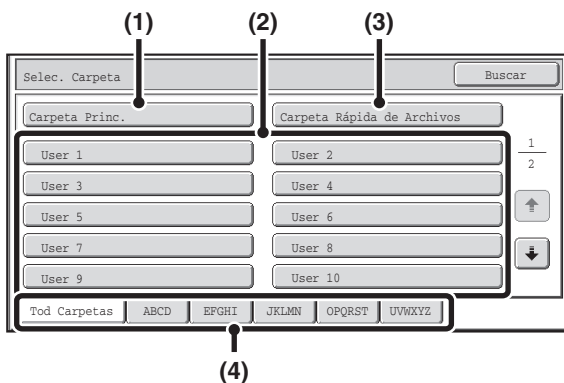 (1) (2) (3)
Selec. Carpeta Buscar
Carpeta Princ. Carpeta Rápida de Archivos
User 1 User 2
1
2
User 3 User 4
User 5 User 6
User 7 User 8
User 9 User 10
Tod Carpetas ABCD EFGHI JKLMN OPQRST UVWXYZ
(4)